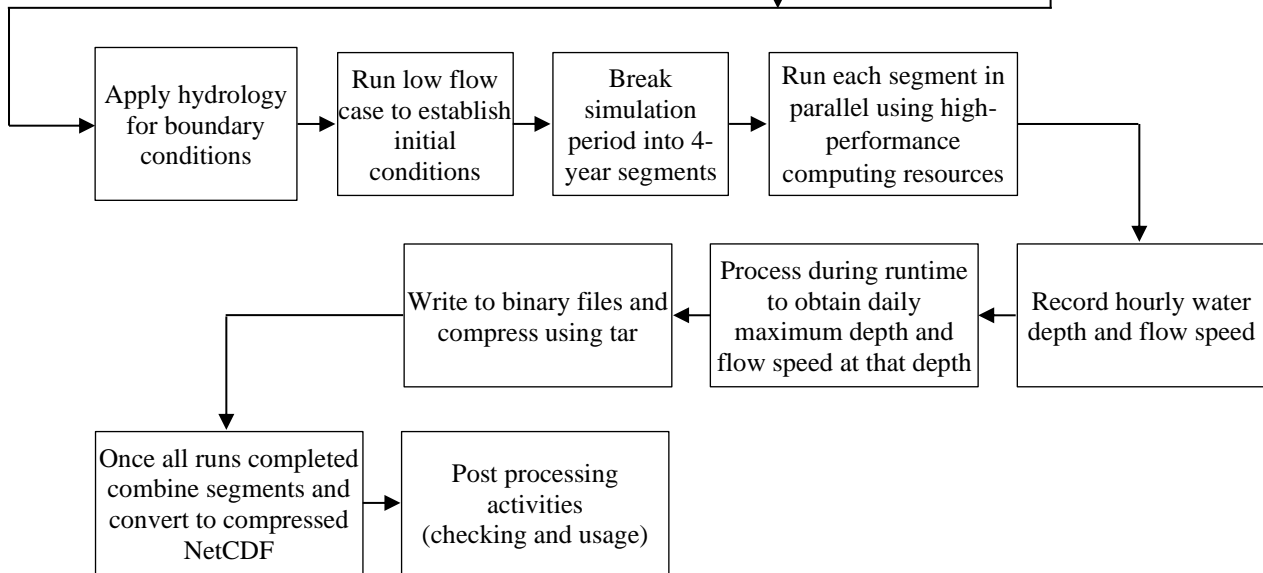 Apply hydrology
for boundary
conditions
Run low flow
case to establish
initial
conditions
Break
simulation
period into 4-
year segments
Run each segment in
parallel using high-
performance
computing resources
Record hourly water
depth and flow speed
Process during runtime
to obtain daily
maximum depth and
flow speed at that depth
Write to binary files and
compress using tar
Once all runs completed
combine segments and
convert to compressed
NetCDF
Post processing
activities
(checking and usage)